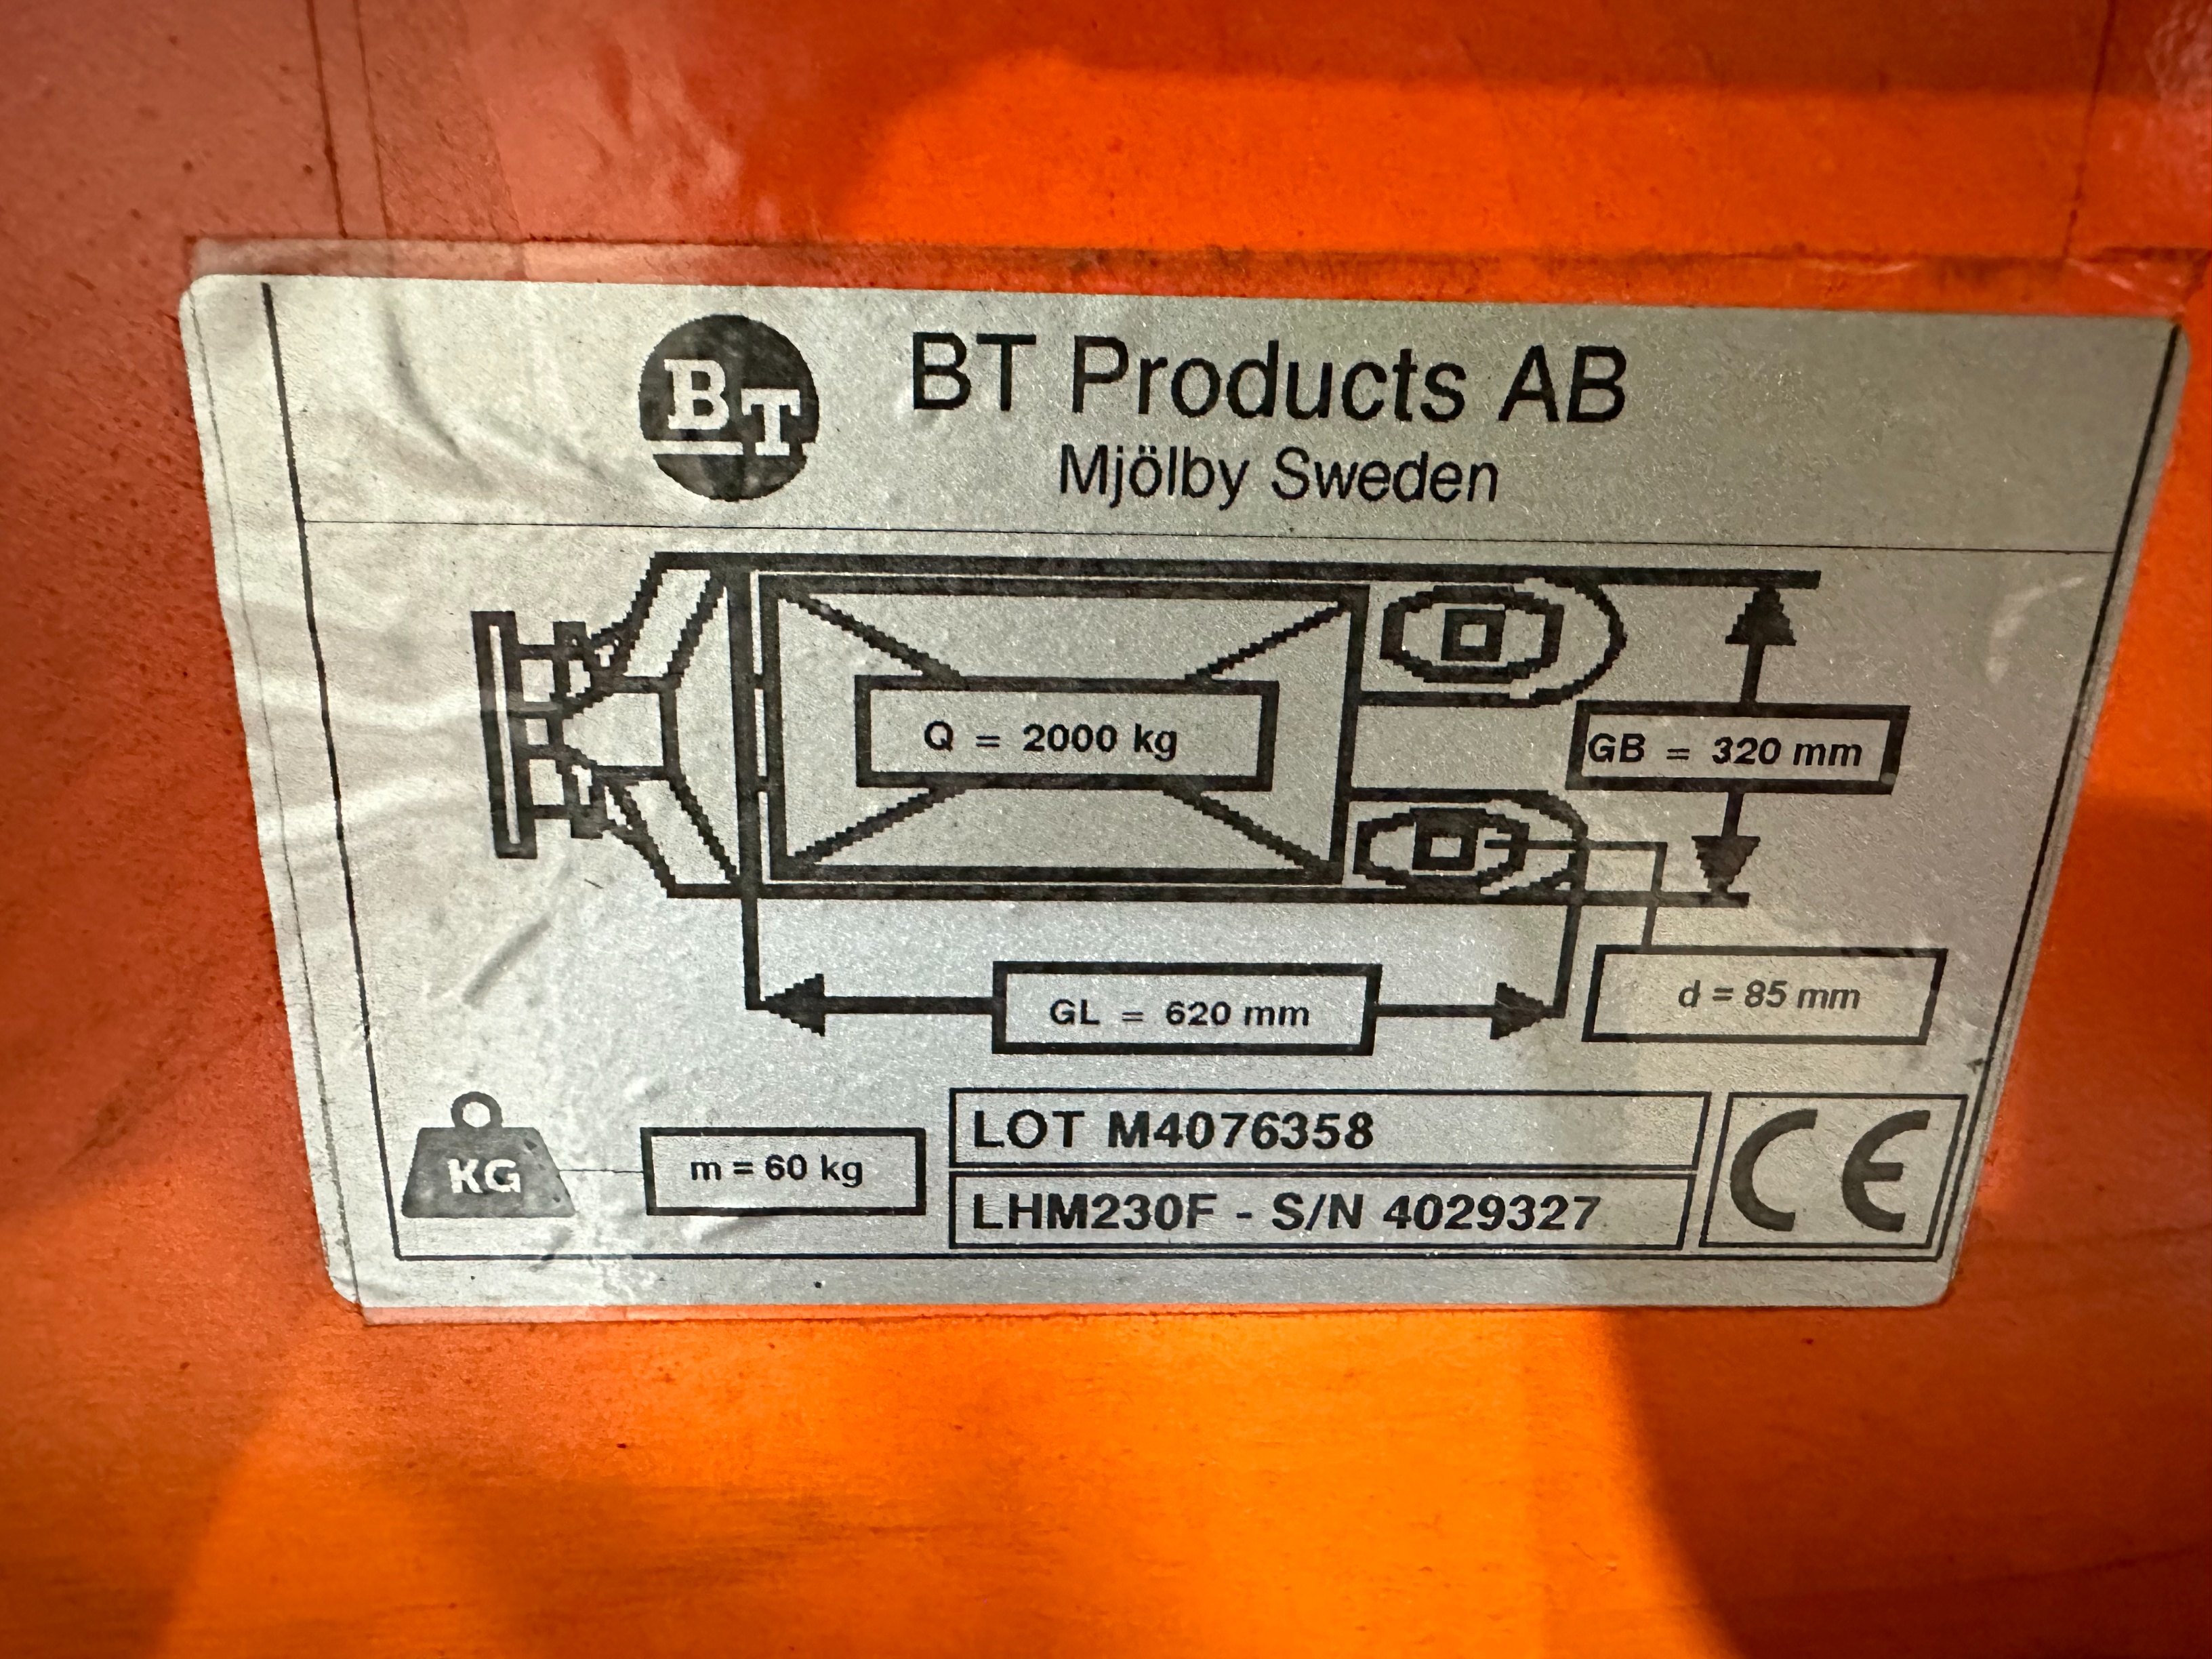 BT
BT Products AB
Mjölby Sweden
Q = 2000 kg
GB = 320 mm
GL = 620 mm
d = 85 mm
KG
m = 60 kg
LOT M4076358
LHM230F - S/N 4029327
CE